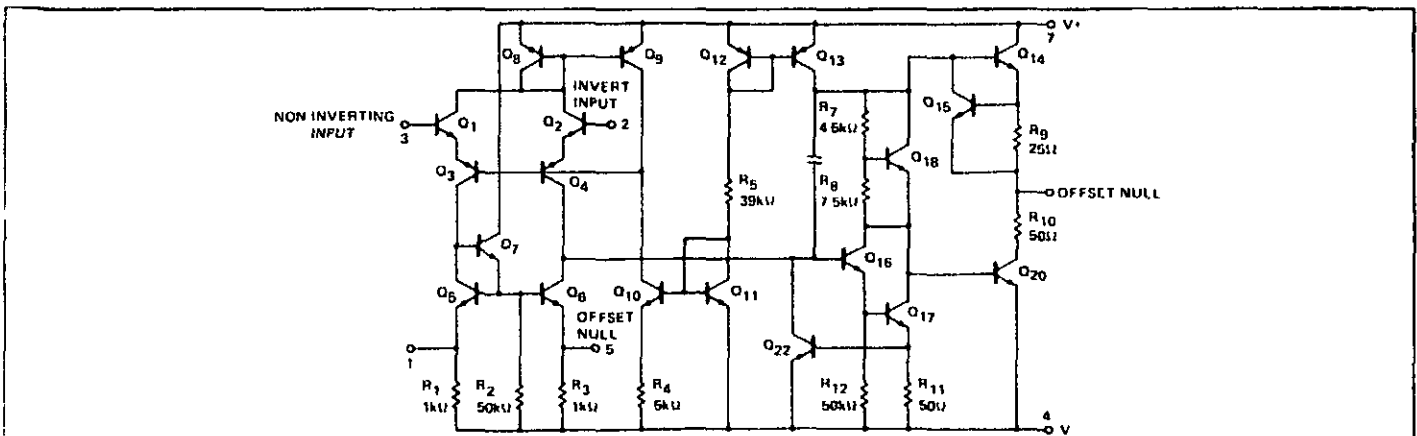 V+
7
Q8
Q9
Q12
Q13
Q14
INVERT
INPUT
Q15
NON INVERTING
INPUT
3
Q1
Q2
2
R7
4.5kΩ
Q18
R9
25Ω
Q3
Q4
R5
39kΩ
R8
7.5kΩ
OFFSET NULL
R10
50Ω
Q7
Q16
Q20
Q5
Q6
Q10
Q11
OFFSET
NULL
5
Q17
Q22
1
R1
1kΩ
R2
50kΩ
R3
1kΩ
R4
5kΩ
R12
50kΩ
R11
50Ω
4
V